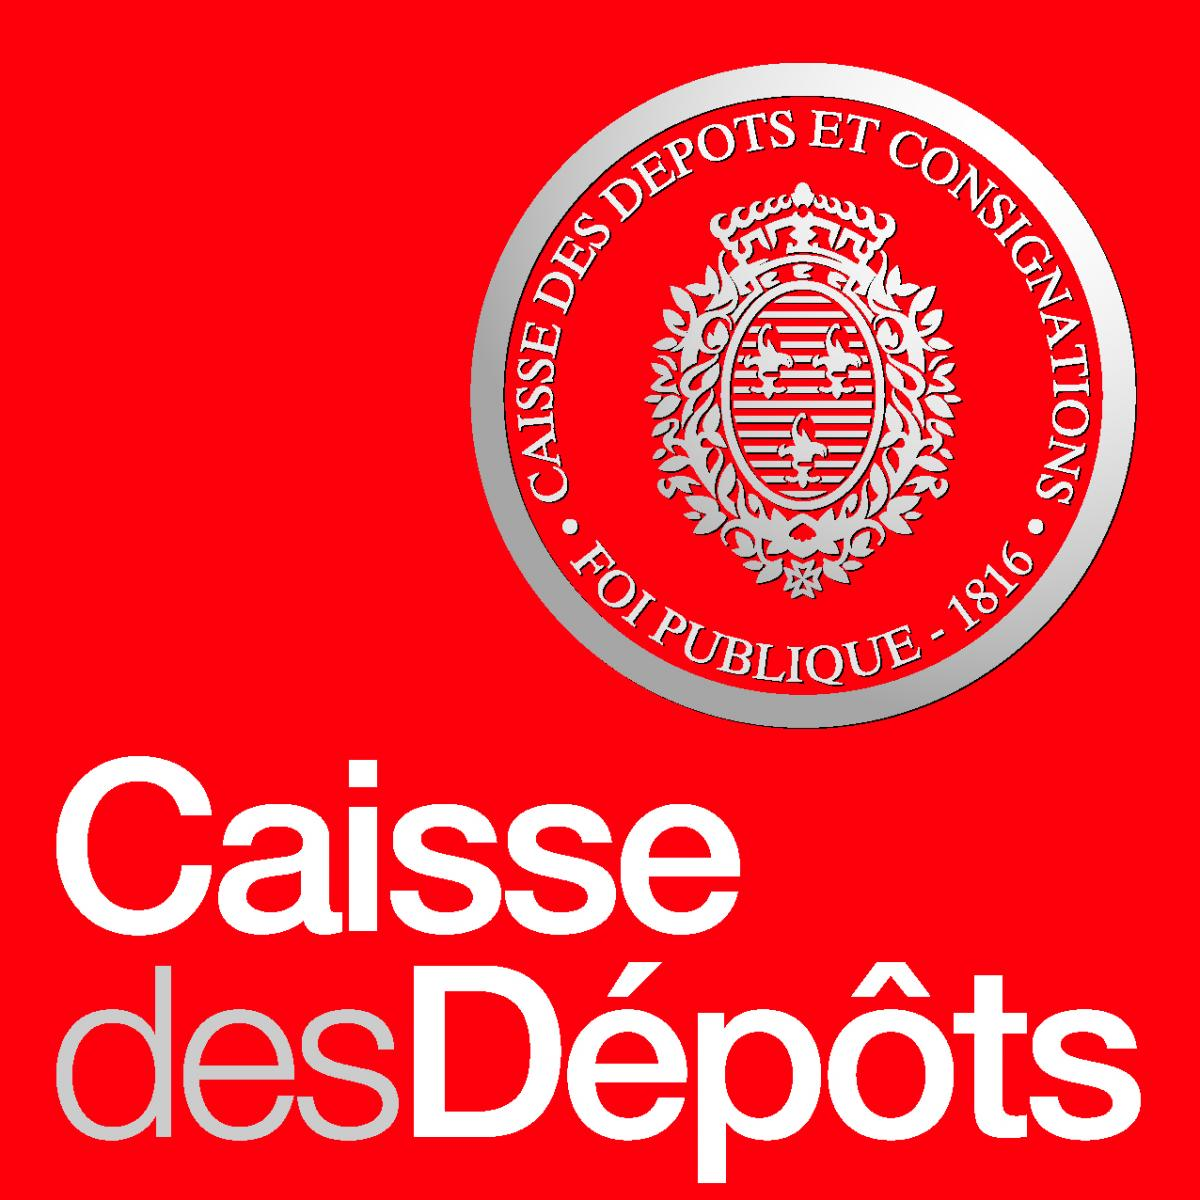 CAISSE DES DEPOTS ET CONSIGNATIONS
• FOI PUBLIQUE - 1816 •
Caisse
desDépôts